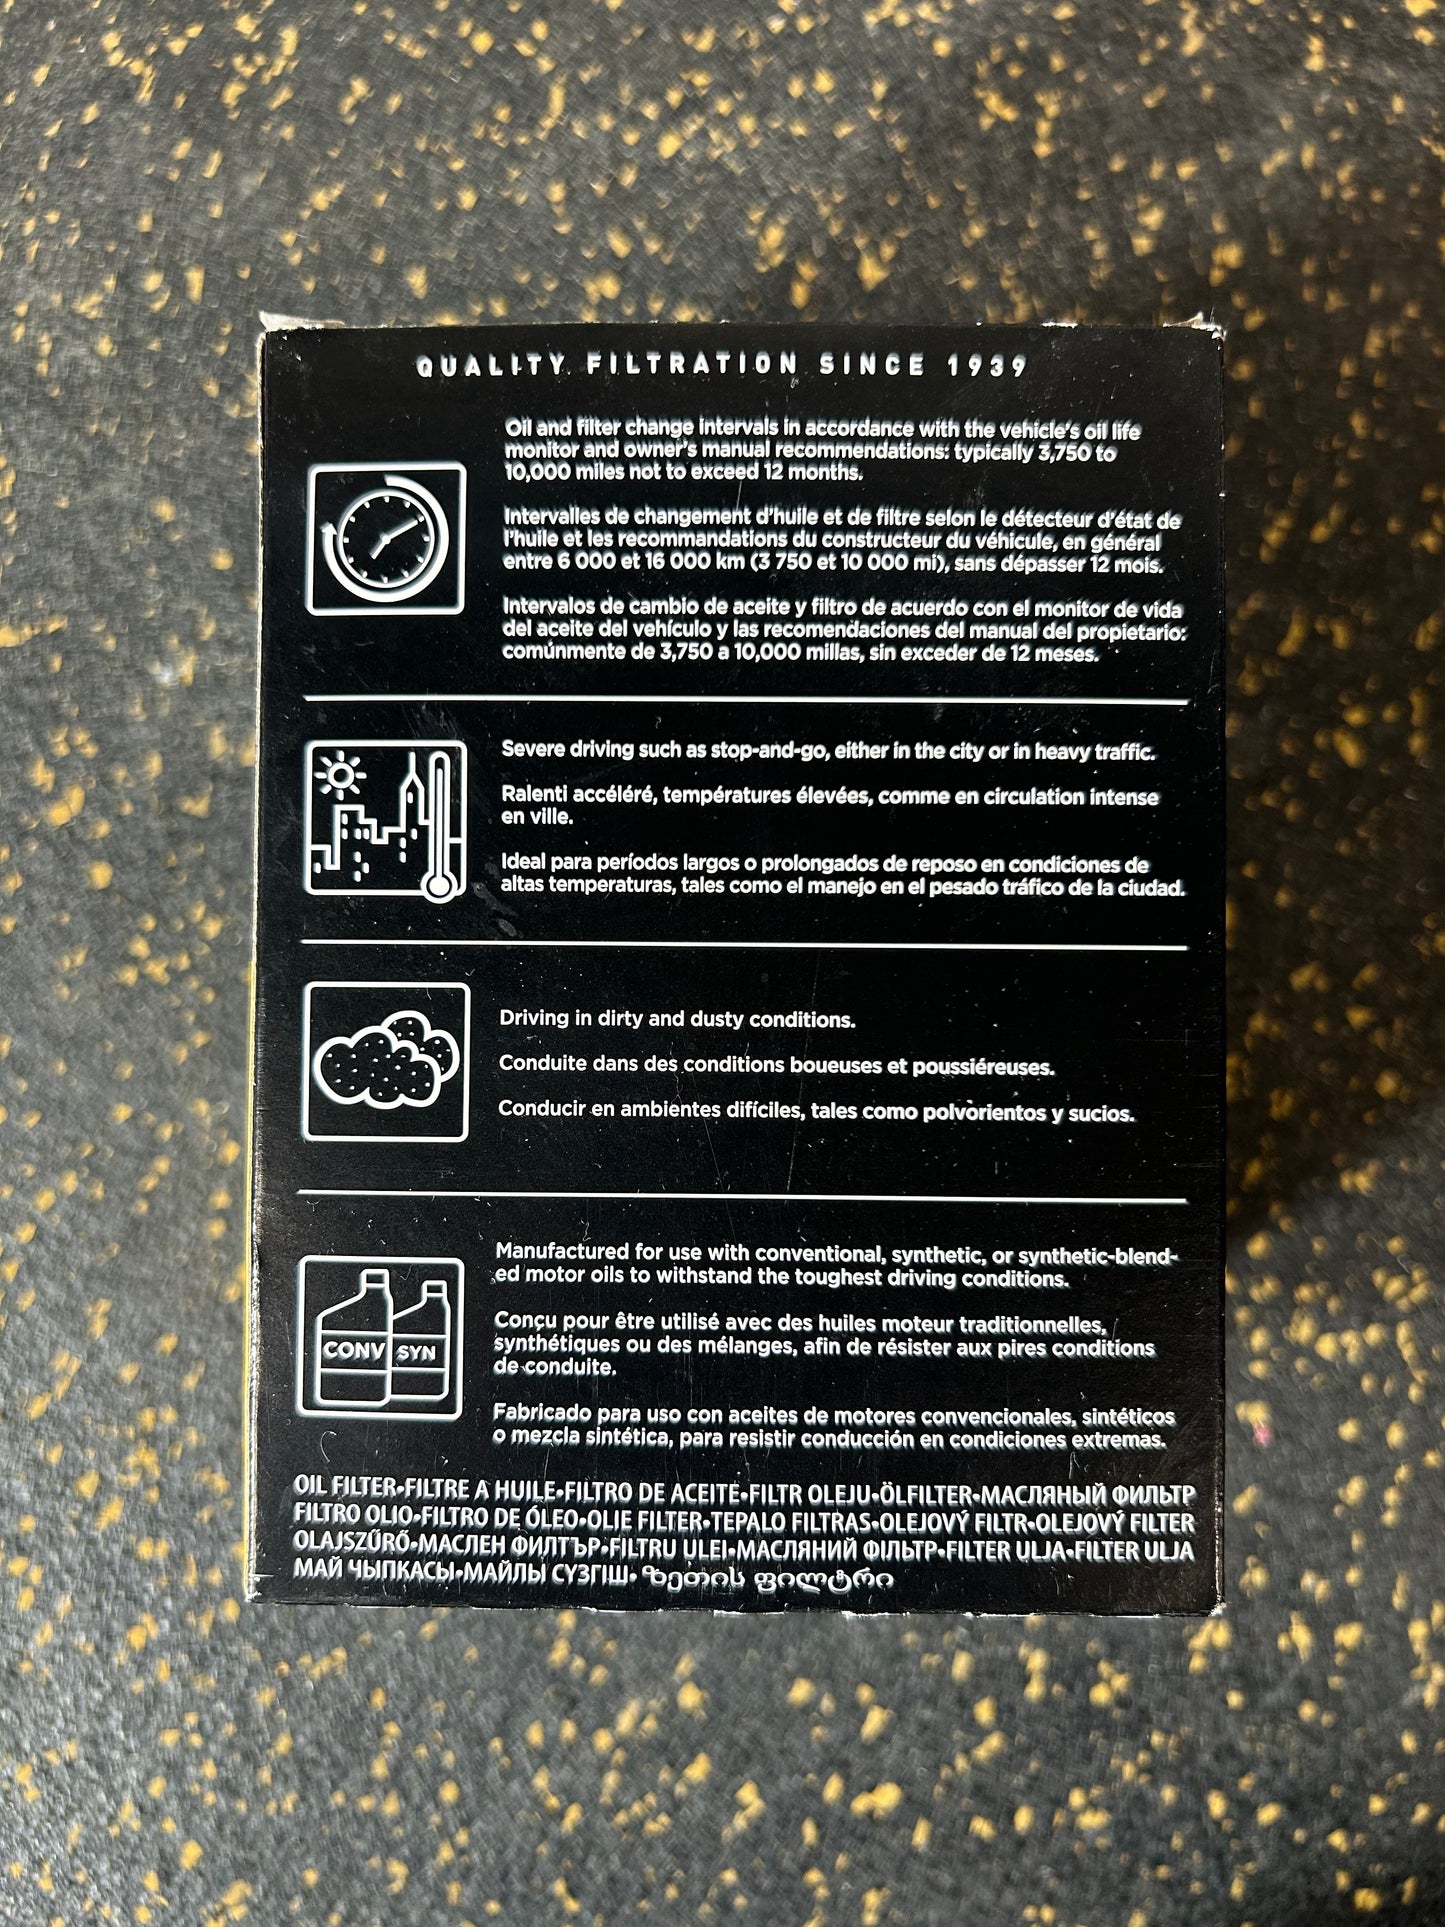 QUALITY FILTRATION SINCE 1939
Oil and filter change intervals in accordance with the vehicle's oil life
monitor and owner's manual recommendations: typically 3,750 to
10,000 miles not to exceed 12 months.
Intervalles de changement d'huile et de filtre selon le détecteur d'état de
l'huile et les recommandations du constructeur du véhicule, en général
entre 6 000 et 16 000 km (3 750 et 10 000 mi), sans dépasser 12 mois.
Intervalos de cambio de aceite y filtro de acuerdo con el monitor de vida
del aceite del vehículo y las recomendaciones del manual del propietario:
comúnmente de 3,750 a 10,000 millas, sin exceder de 12 meses.
Severe driving such as stop-and-go, either in the city or in heavy traffic.
Ralenti accéléré, températures élevées, comme en circulation intense
en ville.
Ideal para períodos largos o prolongados de reposo en condiciones de
altas temperaturas, tales como el manejo en el pesado tráfico de la ciudad.
Driving in dirty and dusty conditions.
Conduite dans des conditions boueuses et poussiéreuses.
Conducir en ambientes difíciles, tales como polvorientos y sucios.
Manufactured for use with conventional, synthetic, or synthetic-blend-
ed motor oils to withstand the toughest driving conditions.
Conçu pour être utilisé avec des huiles moteur traditionnelles,
synthétiques ou des mélanges, afin de résister aux pires conditions
de conduite.
CONV SYN
Fabricado para uso con aceites de motores convencionales, sintéticos
o mezcla sintética, para resistir conducción en condiciones extremas.
OIL FILTER•FILTRE A HUILE•FILTRO DE ACEITE•FILTR OLEJU•ÖLFILTER•МАСЛЯНЫЙ ФИЛЬТР
FILTRO OLIO•FILTRO DE ÓLEO•OLIE FILTER•TEPALO FILTRAS•OLEJOVÝ FILTR•OLEJOVÝ FILTER
OLAJSZŰRŐ•МАСЛЕН ФИЛТЪР•FILTRU ULEI•МАСЛЯНИЙ ФІЛЬТР•FILTER ULJA•FILTER ULJA
МАЙ ЧЫПКАСЫ•МАЙЛЫ СҮЗГІШ• ზეთის ფილტრი